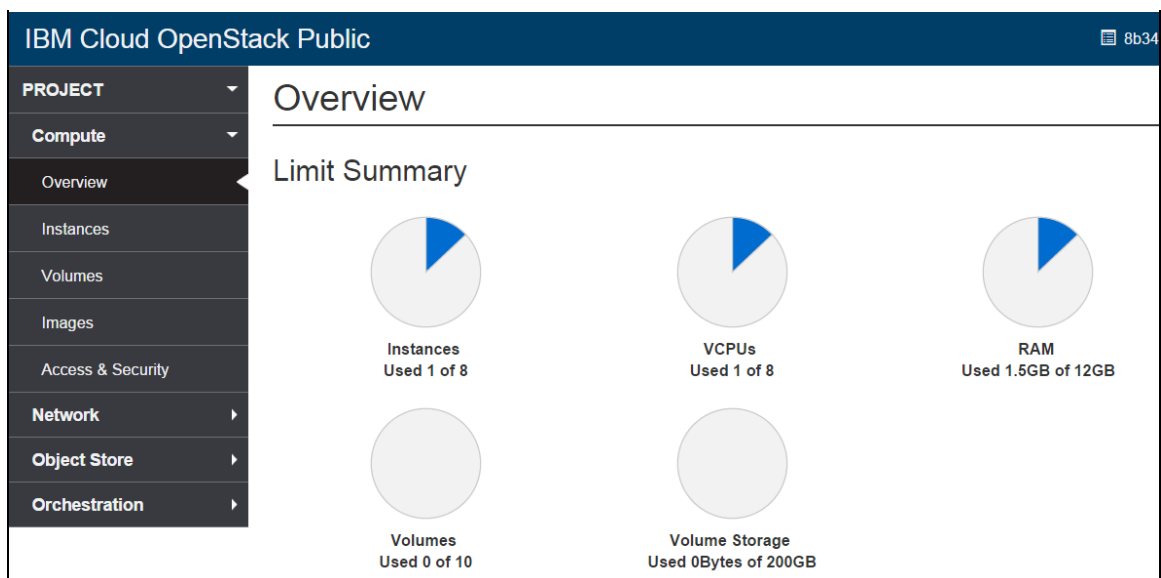 IBM Cloud OpenStack Public
8b34
PROJECT
Compute
Overview
Instances
Volumes
Images
Access & Security
Network
Object Store
Orchestration
Overview
Limit Summary
Instances
Used 1 of 8
VCPUs
Used 1 of 8
RAM
Used 1.5GB of 12GB
Volumes
Used 0 of 10
Volume Storage
Used 0Bytes of 200GB